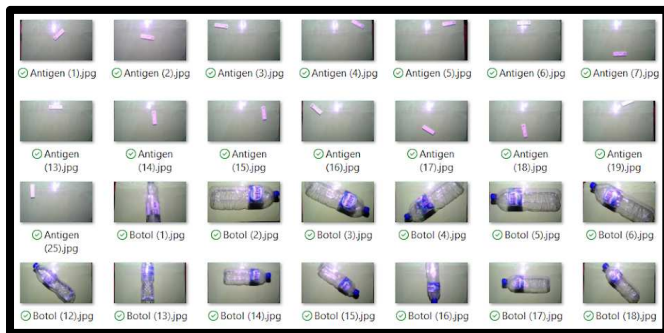 Antigen (1).jpg
Antigen (2).jpg
Antigen (3).jpg
Antigen (4).jpg
Antigen (5).jpg
Antigen (6).jpg
Antigen (7).jpg
Antigen
(13).jpg
Antigen
(14).jpg
Antigen
(15).jpg
Antigen
(16).jpg
Antigen
(17).jpg
Antigen
(18).jpg
Antigen
(19).jpg
Antigen
(25).jpg
Botol (1).jpg
Botol (2).jpg
Botol (3).jpg
Botol (4).jpg
Botol (5).jpg
Botol (6).jpg
Botol (12).jpg
Botol (13).jpg
Botol (14).jpg
Botol (15).jpg
Botol (16).jpg
Botol (17).jpg
Botol (18).jpg